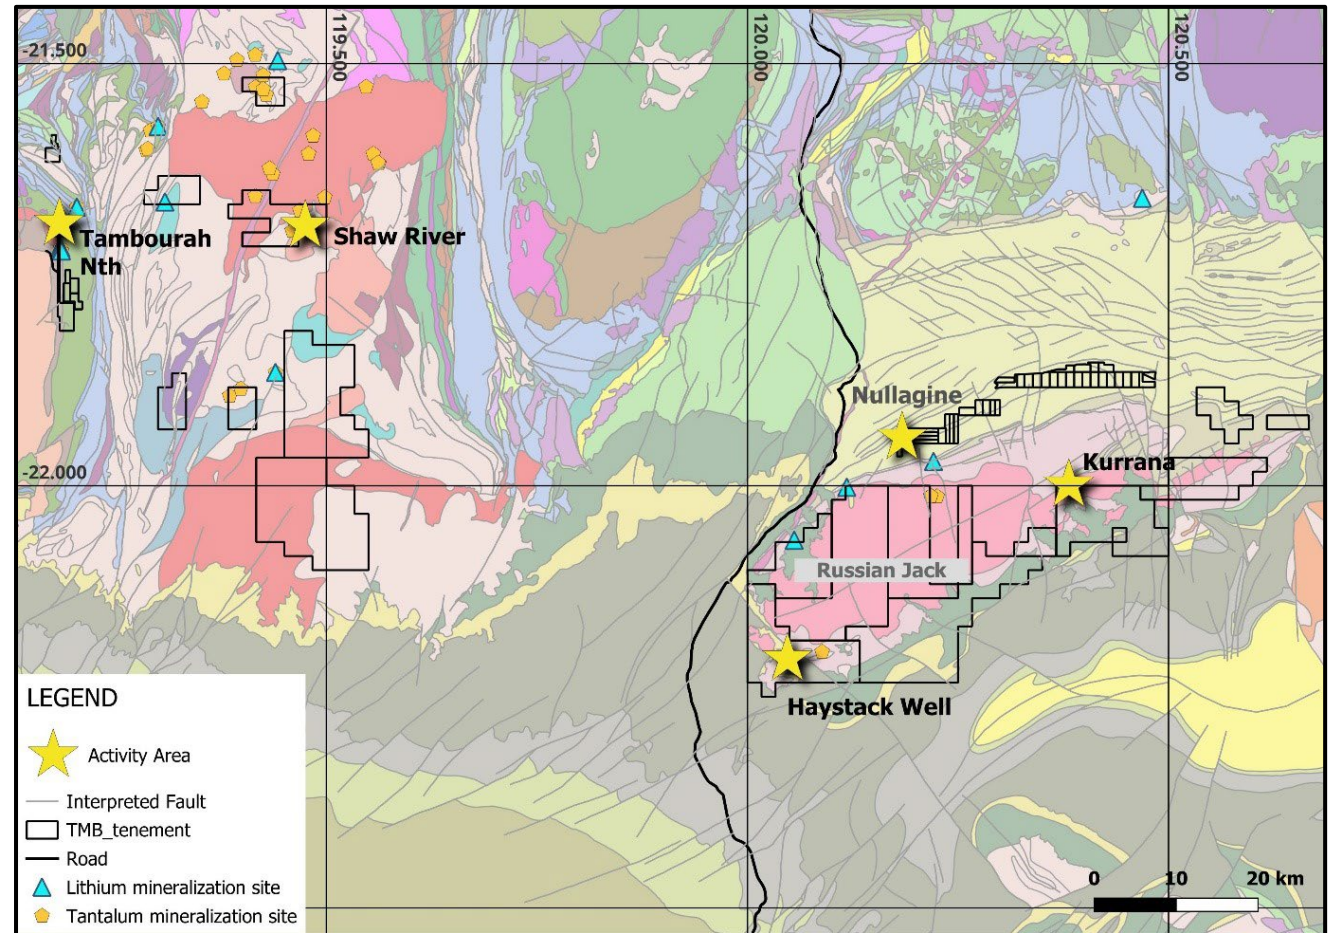 -21.500
119.500
120.000
120.500
Tambourah
Nth
Shaw River
Nullagine
-22.000
Kurrana
Russian Jack
Haystack Well
LEGEND
Activity Area
Interpreted Fault
TMB_tenement
Road
Lithium mineralization site
Tantalum mineralization site
0 10 20 km